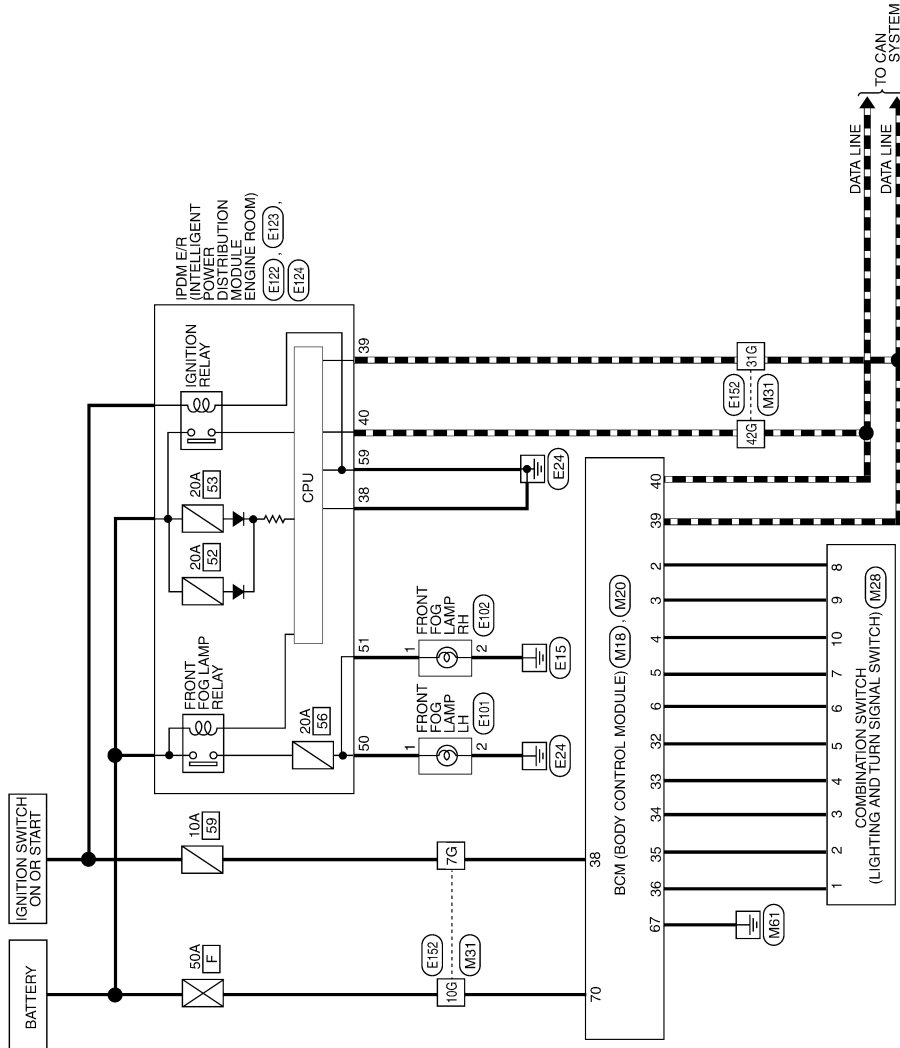 BATTERY
IGNITION SWITCH
ON OR START
50A
F
10A
59
FRONT
FOG LAMP
RELAY
20A
56
20A
52
20A
53
IGNITION
RELAY
CPU
IPDM E/R
(INTELLIGENT
POWER
DISTRIBUTION
MODULE
ENGINE ROOM)
E122 , E123 ,
E124
50
51
38
59
40
39
1
FRONT
FOG
LAMP
LH
E101
2
E24
1
FRONT
FOG
LAMP
RH
E102
2
E15
E24
E152
10G
7G
M31
E152
42G
31G
M31
70
38
BCM (BODY CONTROL MODULE) M18 , M20
67
36
35
34
33
32
6
5
4
3
2
39
40
M61
1
2
3
4
5
6
7
10
9
8
COMBINATION SWITCH
(LIGHTING AND TURN SIGNAL SWITCH) M28
DATA LINE
DATA LINE
TO CAN
SYSTEM